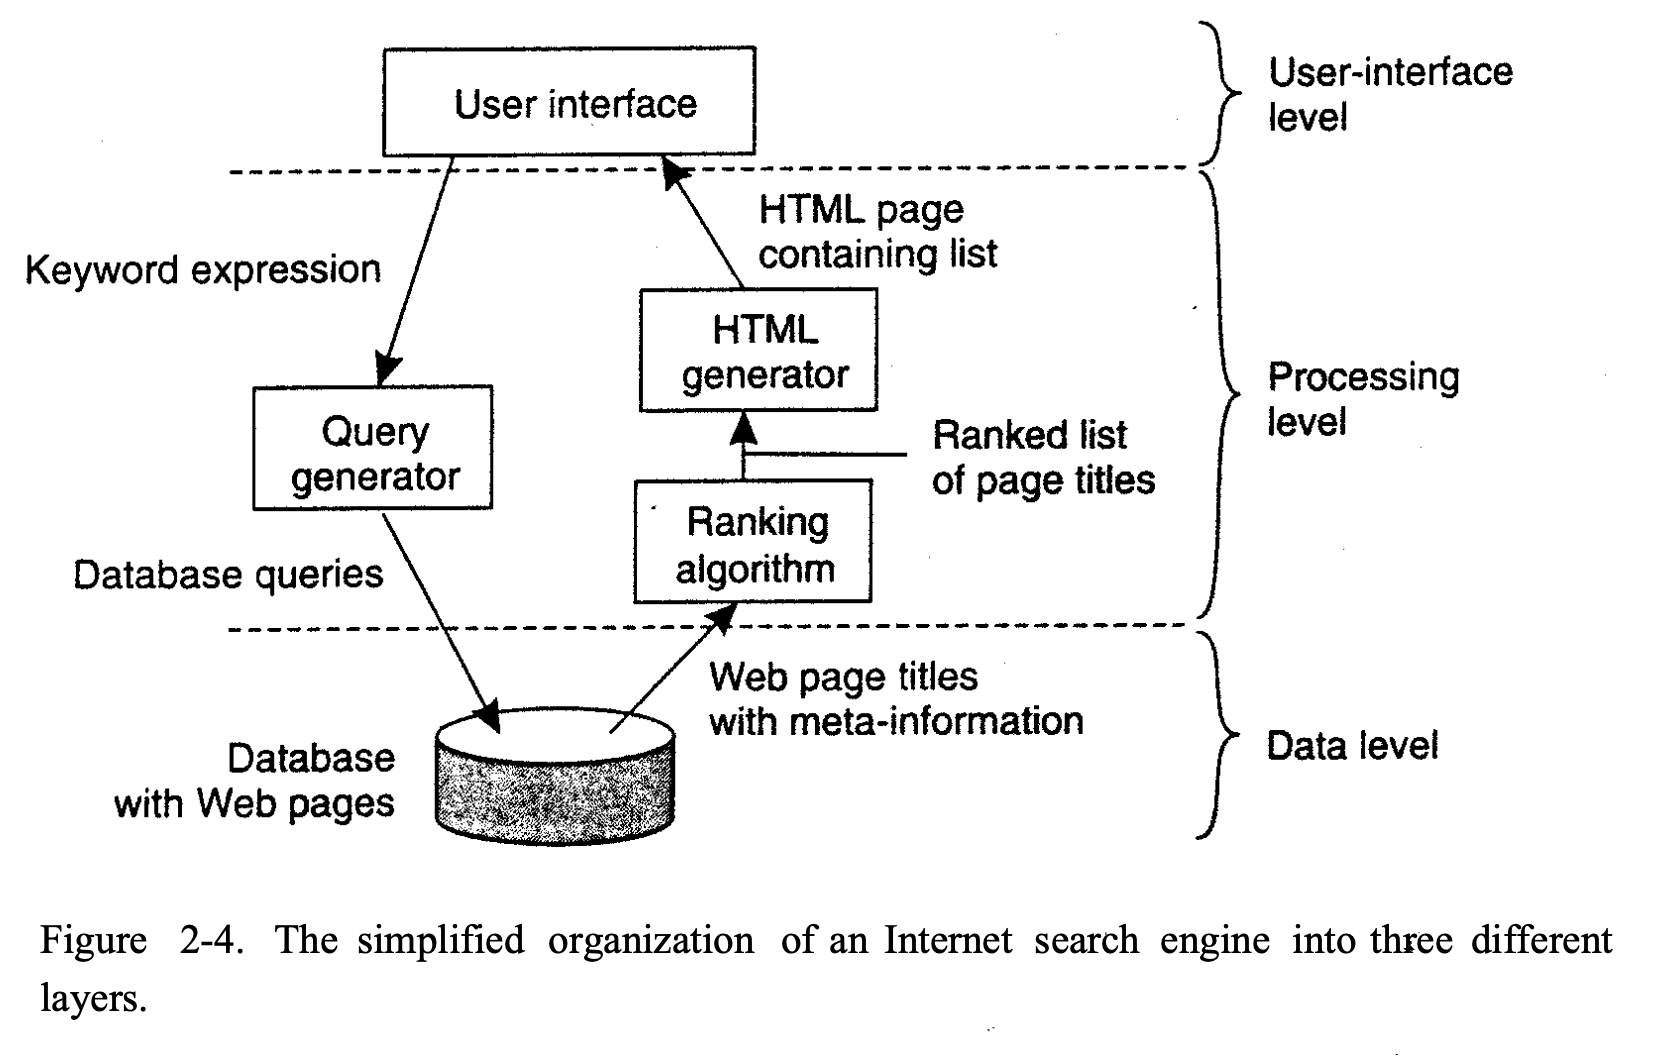 User interface
User-interface
level
Keyword expression
HTML page
containing list
HTML
generator
Query
generator
Ranked list
of page titles
Processing
level
Ranking
algorithm
Database queries
Web page titles
with meta-information
Database
with Web pages
Data level
Figure 2-4. The simplified organization of an Internet search engine into three different
layers.